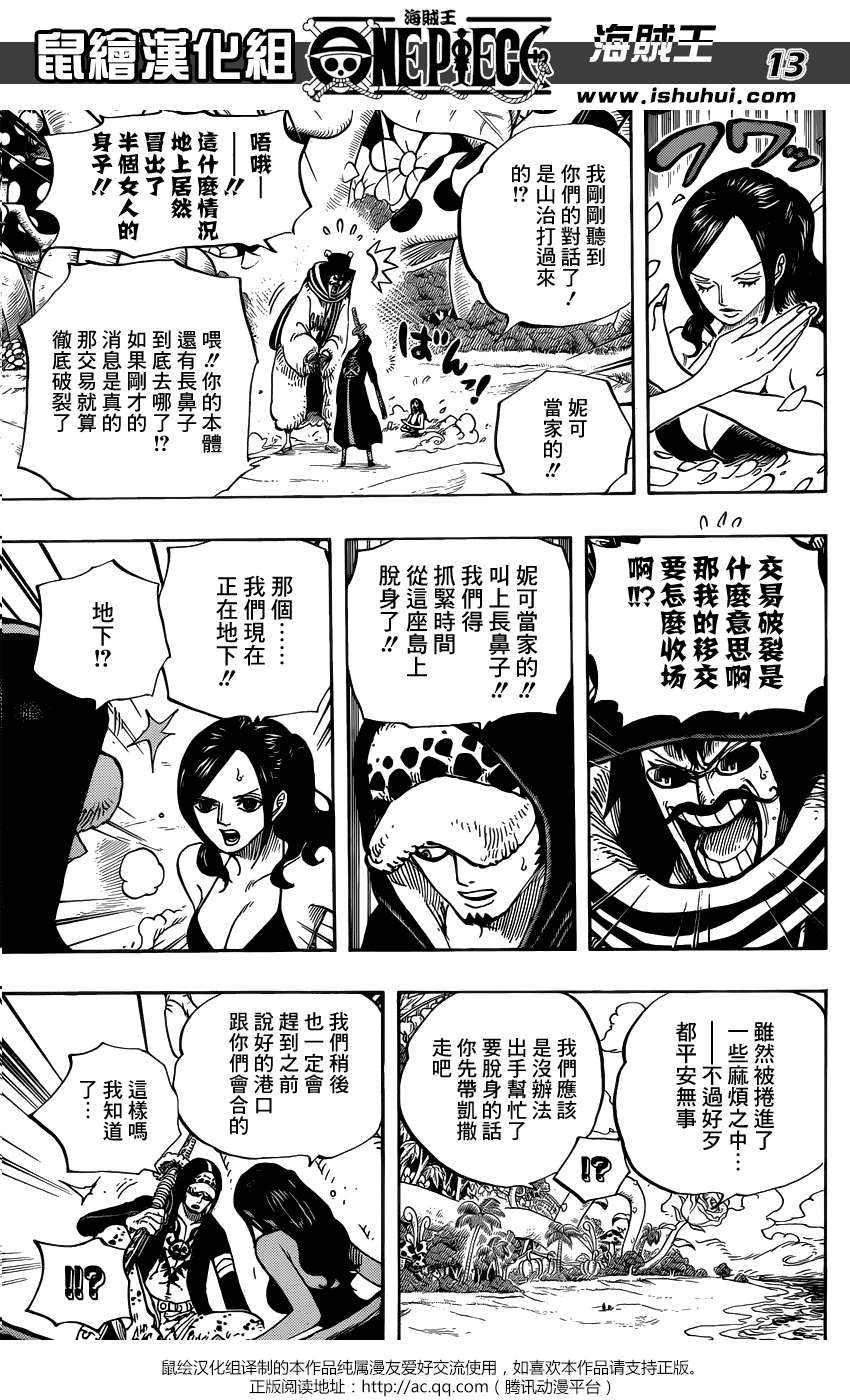 鼠繪漢化組
海賊王
ONE PIECE
海賊王
13
www.ishuhui.com
フワッ
我剛剛聽到
你們的對話了！
是山治打過來
的!?
唔哦—
——!!
這什麼情況
地上居然
冒出了
半個女人的
身子!!
ばんっ
妮可
當家的!!
喂!!你的本體
還有長鼻子
到底去哪了!?
如果剛才的
消息是真的
那交易就算
徹底破裂了
交易破裂是
什麼意思啊
那我的移交
要怎麼收场
啊!!?
妮可當家的!!
叫上長鼻子!!
我們得
抓緊時間
從這座島上
脫身了!!
那個……
我們現在
正在地下!!
地下!?
雖然被捲進了
一些麻煩之中…
——不過好歹
都平安無事
我們應該
是沒辦法
出手幫忙了
要脫身的話
你先帶凱撒
走吧
!?
我們稍後
也一定會
趕到之前
說好的港口
跟你們會合的
這樣嗎
我知道
了…
!!?
鼠绘汉化组译制的本作品纯属漫友爱好交流使用，如喜欢本作品请支持正版。
正版阅读地址：http://ac.qq.com（腾讯动漫平台）